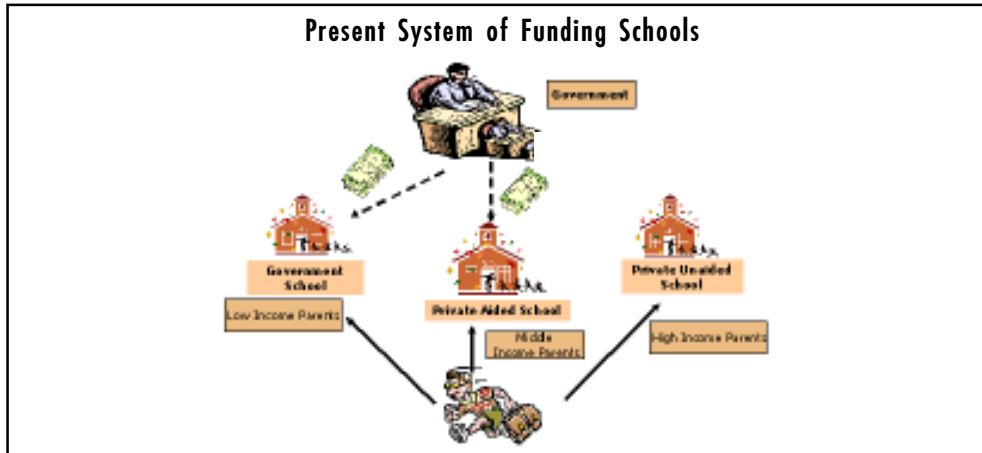 Present System of Funding Schools
Government
Government
School
Private Aided School
Private Unaided
School
Low Income Parents
Middle
Income Parents
High Income Parents